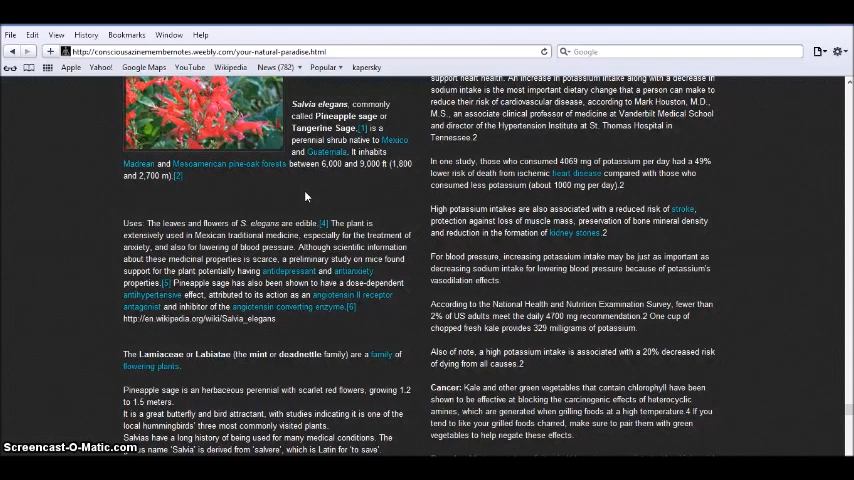 File Edit View History Bookmarks Window Help
http://consciousazinemembernotes.weebly.com/your-natural-paradise.html
Google
Apple Yahoo! Google Maps YouTube Wikipedia News (782) Popular kapersky
Salvia elegans, commonly
called Pineapple sage or
Tangerine Sage.[1] is a
perennial shrub native to Mexico
and Guatemala. It inhabits
Madrean and Mesoamerican pine-oak forests between 6,000 and 9,000 ft (1,800
and 2,700 m).[2]
Uses: The leaves and flowers of S. elegans are edible.[4] The plant is
extensively used in Mexican traditional medicine, especially for the treatment of
anxiety, and also for lowering of blood pressure. Although scientific information
about these medicinal properties is scarce, a preliminary study on mice found
support for the plant potentially having antidepressant and antianxiety
properties.[5] Pineapple sage has also been shown to have a dose-dependent
antihypertensive effect, attributed to its action as an angiotensin II receptor
antagonist and inhibitor of the angiotensin converting enzyme.[6]
http://en.wikipedia.org/wiki/Salvia_elegans
The Lamiaceae or Labiatae (the mint or deadnettle family) are a family of
flowering plants.
Pineapple sage is an herbaceous perennial with scarlet red flowers, growing 1.2
to 1.5 meters.
It is a great butterfly and bird attractant, with studies indicating it is one of the
local hummingbirds' three most commonly visited plants.
Salvias have a long history of being used for many medical conditions. The
name 'Salvia' is derived from 'salvere', which is Latin for 'to save'.
support heart health. An increase in potassium intake along with a decrease in
sodium intake is the most important dietary change that a person can make to
reduce their risk of cardiovascular disease, according to Mark Houston, M.D.,
M.S., an associate clinical professor of medicine at Vanderbilt Medical School
and director of the Hypertension Institute at St. Thomas Hospital in
Tennessee.2
In one study, those who consumed 4069 mg of potassium per day had a 49%
lower risk of death from ischemic heart disease compared with those who
consumed less potassium (about 1000 mg per day).2
High potassium intakes are also associated with a reduced risk of stroke,
protection against loss of muscle mass, preservation of bone mineral density
and reduction in the formation of kidney stones.2
For blood pressure, increasing potassium intake may be just as important as
decreasing sodium intake for lowering blood pressure because of potassium's
vasodilation effects.
According to the National Health and Nutrition Examination Survey, fewer than
2% of US adults meet the daily 4700 mg recommendation.2 One cup of
chopped fresh kale provides 329 miligrams of potassium.
Also of note, a high potassium intake is associated with a 20% decreased risk
of dying from all causes.2
Cancer: Kale and other green vegetables that contain chlorophyll have been
shown to be effective at blocking the carcinogenic effects of heterocyclic
amines, which are generated when grilling foods at a high temperature.4 If you
tend to like your grilled foods charred, make sure to pair them with green
vegetables to help negate these effects.
Screencast-O-Matic.com